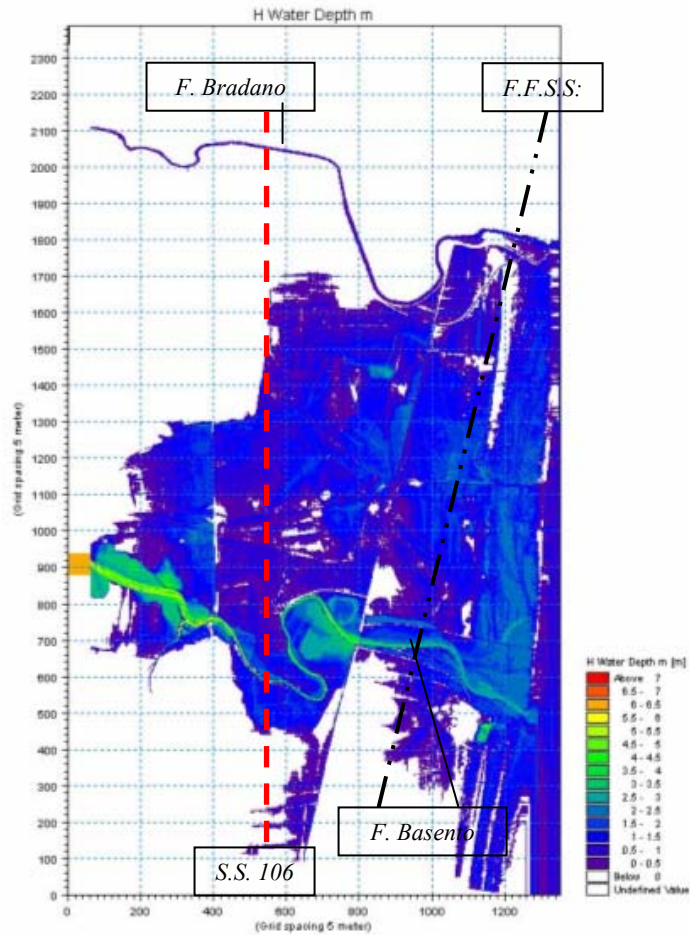 H Water Depth m
2300
2200
2100
2000
1900
1800
1700
1600
1500
1400
1300
1200
1100
1000
900
800
700
600
500
400
300
200
100
0
(Grid spacing 5 meter)
F. Bradano
F.F.S.S:
F. Basento
S.S. 106
0 200 400 600 800 1000 1200
(Grid spacing 5 meter)
H Water Depth m [m]
Above 7
6.5 - 7
6 - 6.5
5.5 - 6
5 - 5.5
4.5 - 5
4 - 4.5
3.5 - 4
3 - 3.5
2.5 - 3
2 - 2.5
1.5 - 2
1 - 1.5
0.5 - 1
0 - 0.5
Below 0
Undefined Value